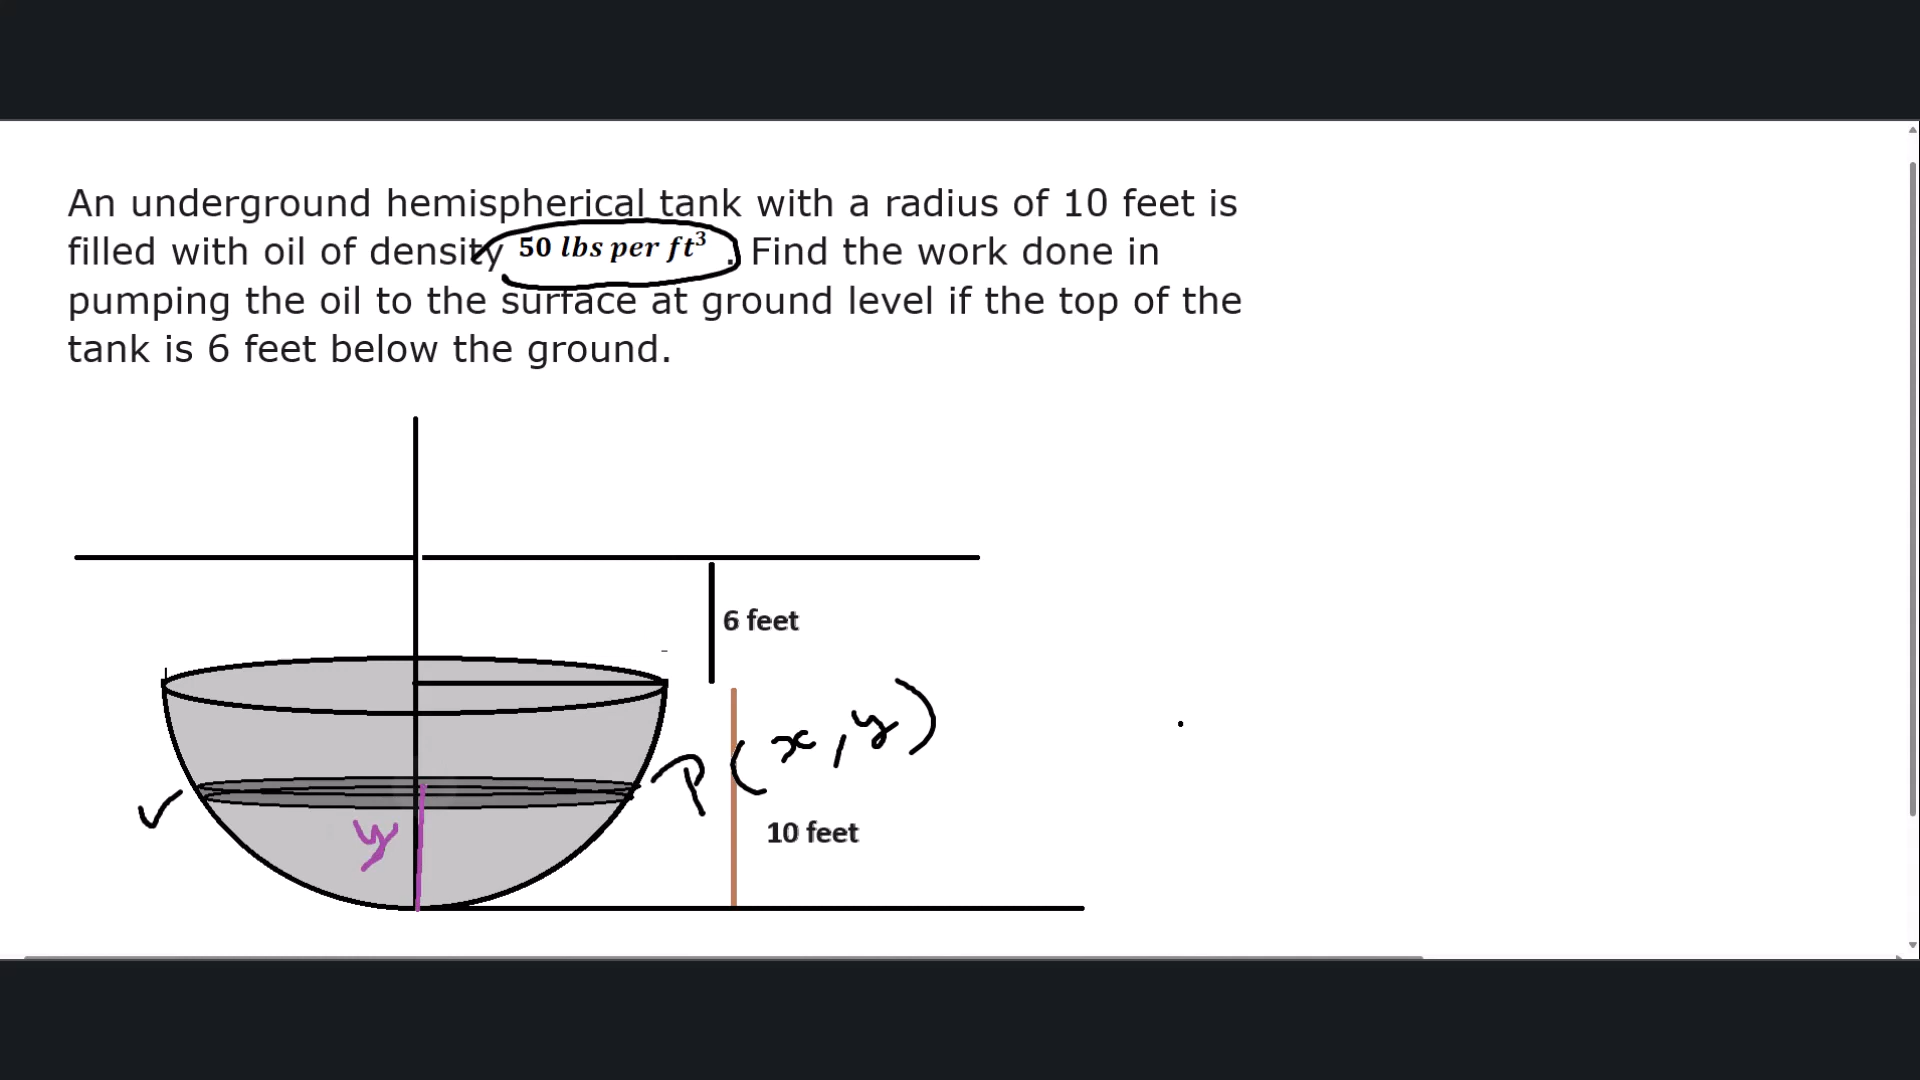 An underground hemispherical tank with a radius of 10 feet is
filled with oil of density 50 lbs per ft³ . Find the work done in
pumping the oil to the surface at ground level if the top of the
tank is 6 feet below the ground.
6 feet
P(x,y)
y
10 feet